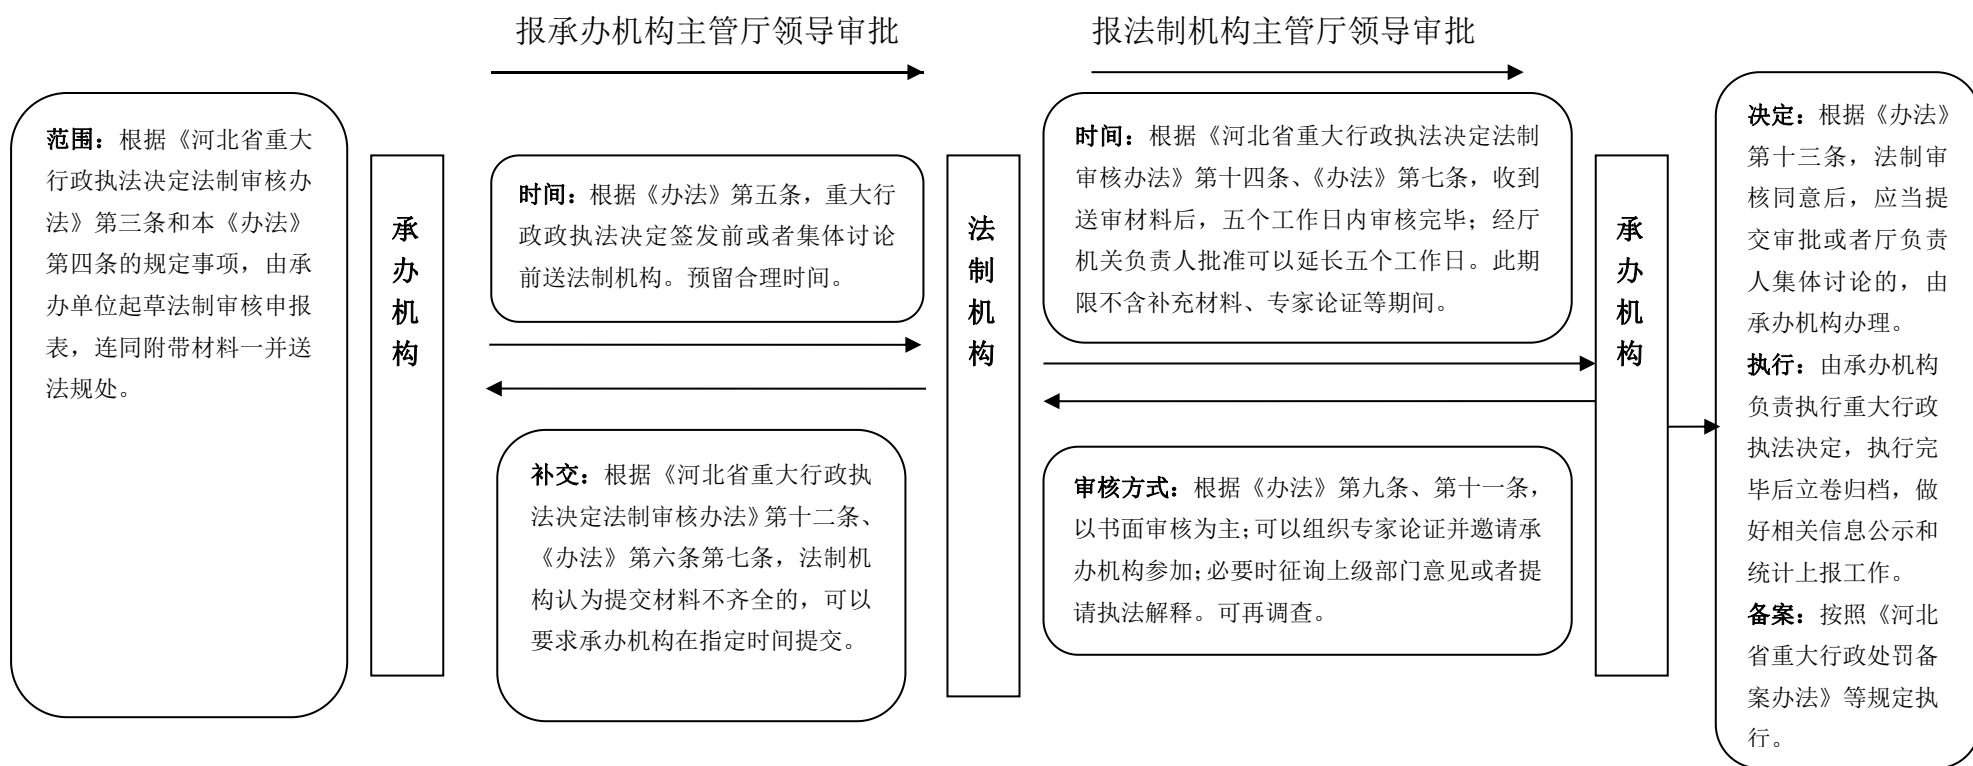 报承办机构主管厅领导审批
报法制机构主管厅领导审批
范围：根据《河北省重大
行政执法决定法制审核办
法》第三条和本《办法》
第四条的规定事项，由承
办单位起草法制审核申报
表，连同附带材料一并送
法规处。
承
办
机
构
时间：根据《办法》第五条，重大行
政政执法决定签发前或者集体讨论
前送法制机构。预留合理时间。
补交：根据《河北省重大行政执
法决定法制审核办法》第十二条、
《办法》第六条第七条，法制机
构认为提交材料不齐全的，可以
要求承办机构在指定时间提交。
法
制
机
构
时间：根据《河北省重大行政执法决定法制
审核办法》第十四条、《办法》第七条，收到
送审材料后，五个工作日内审核完毕；经厅
机关负责人批准可以延长五个工作日。此期
限不含补充材料、专家论证等期间。
审核方式：根据《办法》第九条、第十一条，
以书面审核为主；可以组织专家论证并邀请承
办机构参加；必要时征询上级部门意见或者提
请执法解释。可再调查。
承
办
机
构
决定：根据《办法》
第十三条，法制审
核同意后，应当提
交审批或者厅负责
人集体讨论的，由
承办机构办理。
执行：由承办机构
负责执行重大行政
执法决定，执行完
毕后立卷归档，做
好相关信息公示和
统计上报工作。
备案：按照《河北
省重大行政处罚备
案办法》等规定执
行。